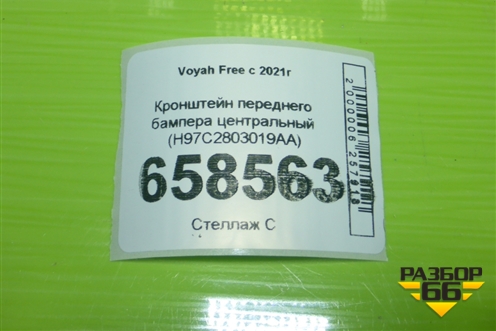 Voyah Free с 2021г
Кронштейн переднего
бампера центральный
(H97C2803019AA)
658563
Стеллаж С
РАЗБОР
66